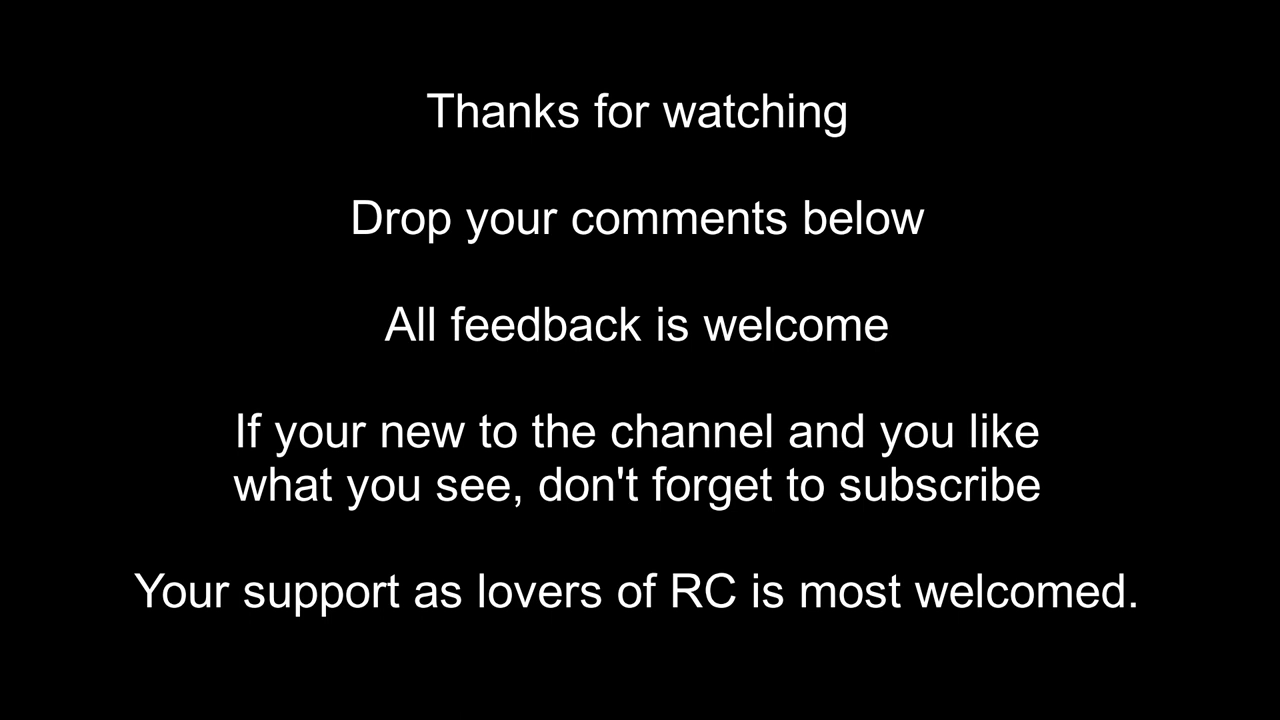 Thanks for watching
Drop your comments below
All feedback is welcome
If your new to the channel and you like
what you see, don't forget to subscribe
Your support as lovers of RC is most welcomed.